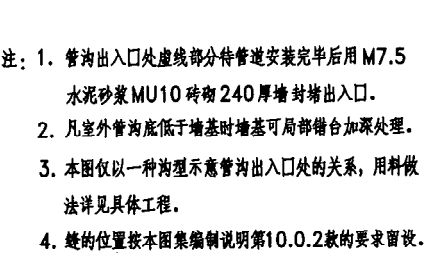 注：1. 管沟出入口处虚线部分待管道安装完毕后用M7.5
水泥砂浆MU10砖砌240厚墙封堵出入口.
2. 凡室外管沟底低于墙基时墙基可局部错台加深处理.
3. 本图仅以一种沟型示意管沟出入口处的关系，用料做
法详见具体工程.
4. 缝的位置按本图集编制说明第10.0.2款的要求留设.